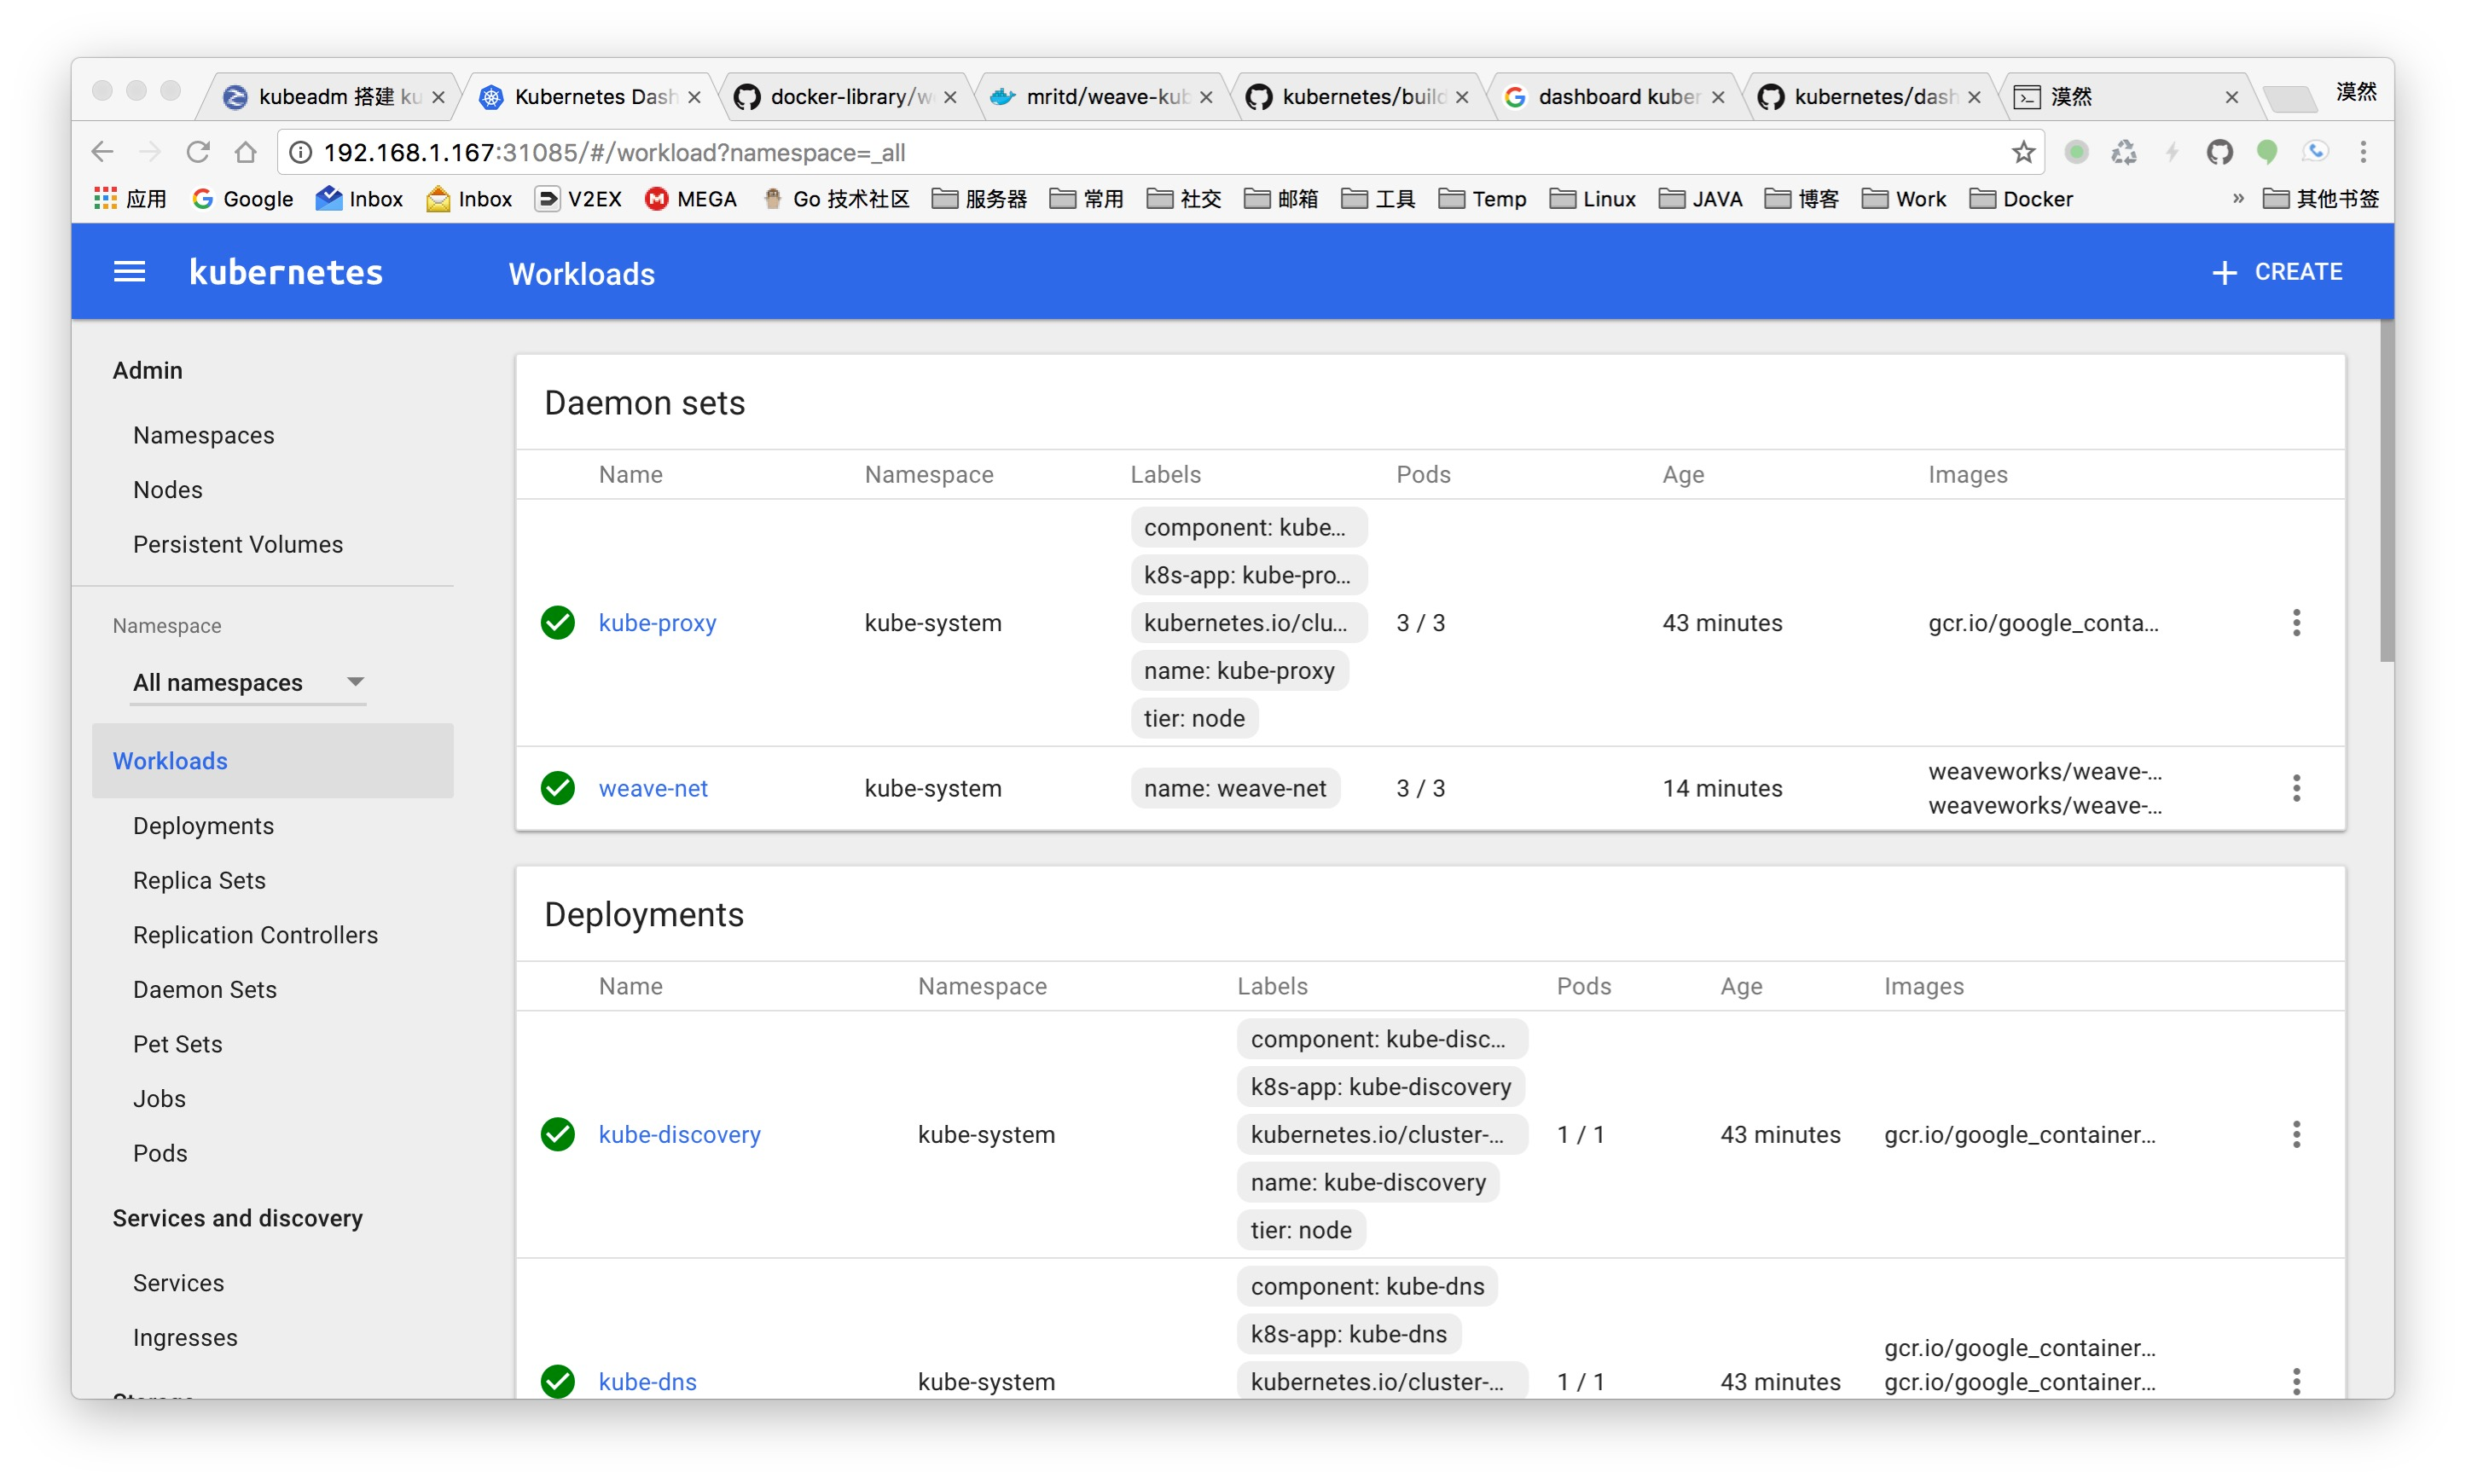 kubeadm 搭建 ku
Kubernetes Dash
docker-library/w
mritd/weave-kub
kubernetes/build
dashboard kuber
kubernetes/dash
漠然
漠然
192.168.1.167:31085/#/workload?namespace=_all
应用 Google Inbox Inbox V2EX MEGA Go 技术社区 服务器 常用 社交 邮箱 工具 Temp Linux JAVA 博客 Work Docker » 其他书签
kubernetes Workloads + CREATE
Admin
Namespaces
Nodes
Persistent Volumes
Namespace
All namespaces
Workloads
Deployments
Replica Sets
Replication Controllers
Daemon Sets
Pet Sets
Jobs
Pods
Services and discovery
Services
Ingresses
Daemon sets
Name Namespace Labels Pods Age Images
component: kube...
k8s-app: kube-pro...
kube-proxy kube-system kubernetes.io/clu... 3 / 3 43 minutes gcr.io/google_conta...
name: kube-proxy
tier: node
weave-net kube-system name: weave-net 3 / 3 14 minutes weaveworks/weave-...
weaveworks/weave-...
Deployments
Name Namespace Labels Pods Age Images
component: kube-disc...
k8s-app: kube-discovery
kube-discovery kube-system kubernetes.io/cluster-... 1 / 1 43 minutes gcr.io/google_container...
name: kube-discovery
tier: node
component: kube-dns
k8s-app: kube-dns
gcr.io/google_container...
kube-dns kube-system kubernetes.io/cluster-... 1 / 1 43 minutes gcr.io/google_container...